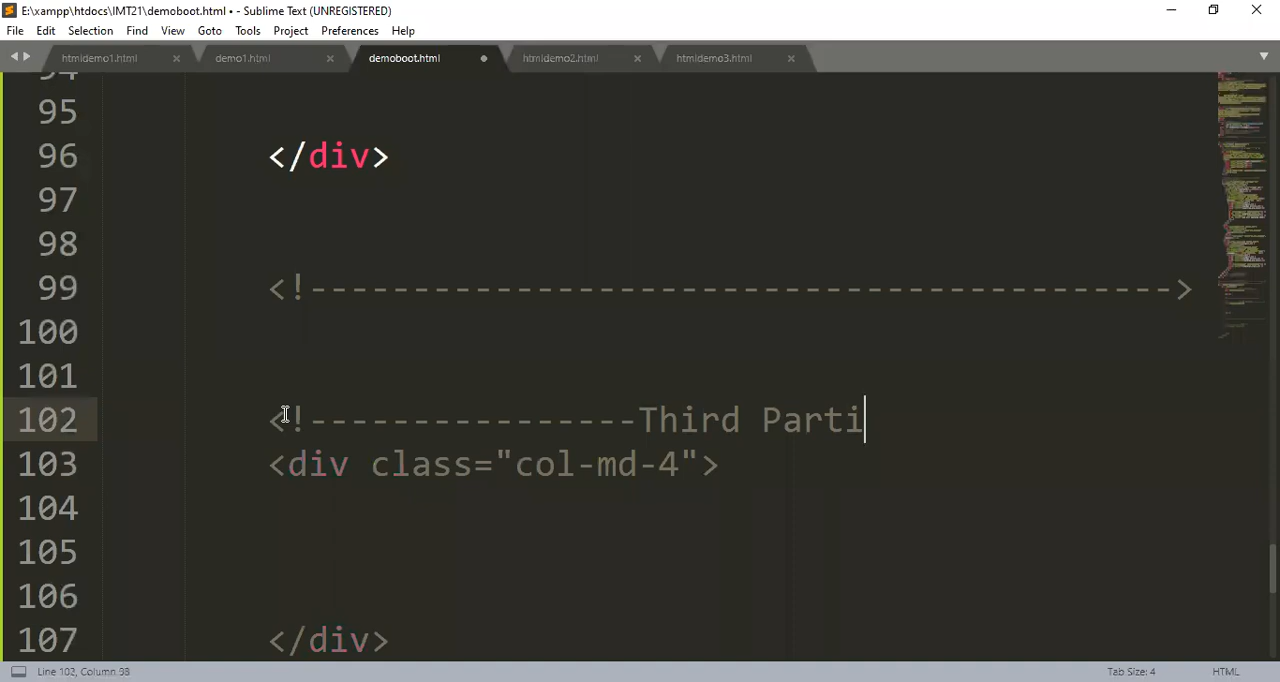 E:\xampp\htdocs\IMT21\demoboot.html • - Sublime Text (UNREGISTERED)
File Edit Selection Find View Goto Tools Project Preferences Help
htmldemo1.html demo1.html demoboot.html htmldemo2.html htmldemo3.html
94
95
96 </div>
97
98
99 <!------------------------------------------>
100
101
102 <!----------------Third Parti
103 <div class="col-md-4">
104
105
106
107 </div>
Line 102, Column 98 Tab Size: 4 HTML